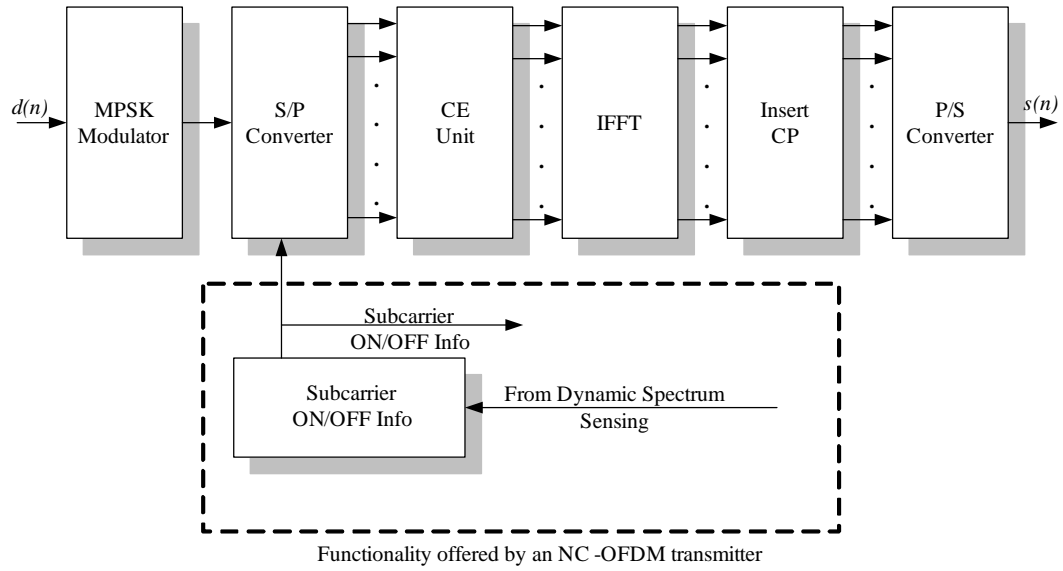 d(n)
MPSK
Modulator
S/P
Converter
CE
Unit
IFFT
Insert
CP
P/S
Converter
s(n)
Subcarrier
ON/OFF Info
Subcarrier
ON/OFF Info
From Dynamic Spectrum
Sensing
Functionality offered by an NC -OFDM transmitter